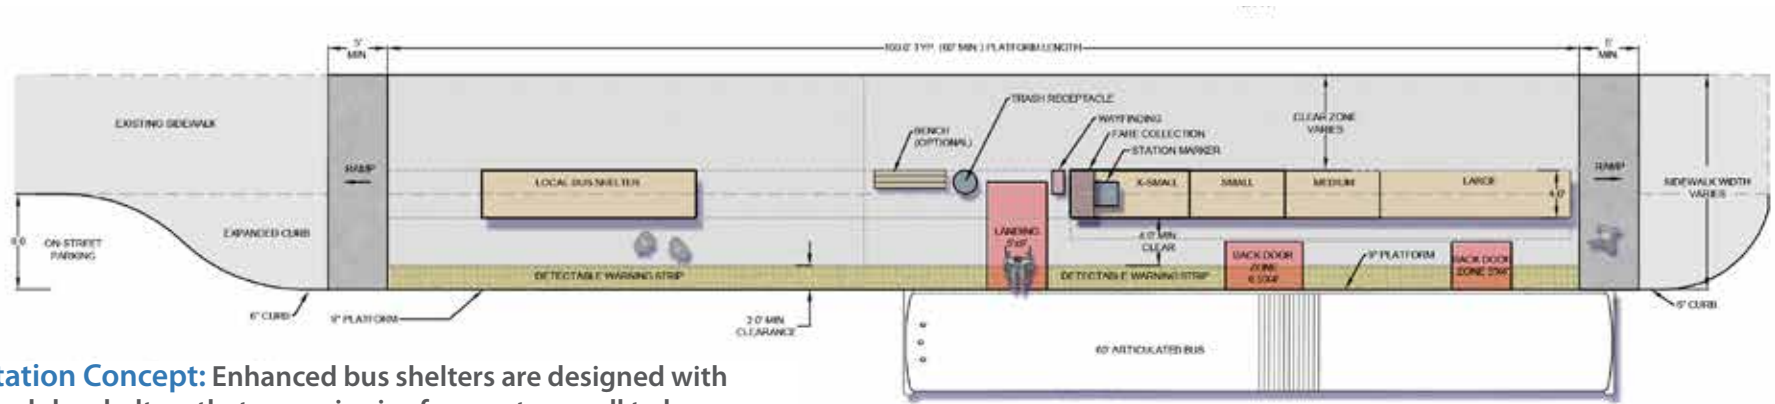 5'
MIN.
TYP. (60' MIN.) PLATFORM LENGTH
5'
MIN.
EXISTING SIDEWALK
TRASH RECEPTACLE
WAYFINDING
BENCH
(OPTIONAL)
FARE COLLECTION
STATION MARKER
CLEAR ZONE
VARIES
RAMP
LOCAL BUS SHELTER
X-SMALL
SMALL
MEDIUM
LARGE
4.0'
RAMP
SIDEWALK WIDTH
VARIES
ON-STREET
PARKING
EXPANDED CURB
LANDING
4.0' MIN.
CLEAR
BACK DOOR
ZONE
9" PLATFORM
BACK DOOR
ZONE
DETECTABLE WARNING STRIP
DETECTABLE WARNING STRIP
6" CURB
9" PLATFORM
2.0' MIN.
CLEARANCE
6" CURB
60' ARTICULATED BUS
tation Concept: Enhanced bus shelters are designed with